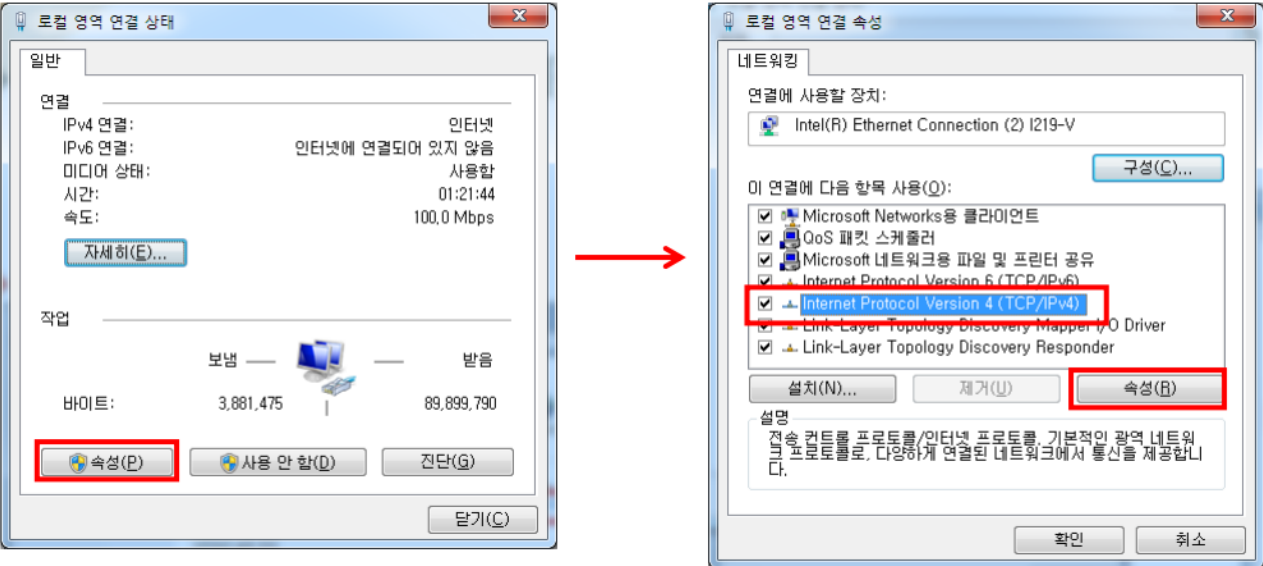 로컬 영역 연결 상태
일반
연결
IPv4 연결: 인터넷
IPv6 연결: 인터넷에 연결되어 있지 않음
미디어 상태: 사용함
시간: 01:21:44
속도: 100.0 Mbps
자세히(E)...
작업
보냄 받음
바이트: 3,881,475 89,899,790
속성(P) 사용 안 함(D) 진단(G)
닫기(C)
로컬 영역 연결 속성
네트워킹
연결에 사용할 장치:
Intel(R) Ethernet Connection (2) I219-V
구성(C)...
이 연결에 다음 항목 사용(O):
Microsoft Networks용 클라이언트
QoS 패킷 스케줄러
Microsoft 네트워크용 파일 및 프린터 공유
Internet Protocol Version 6 (TCP/IPv6)
Internet Protocol Version 4 (TCP/IPv4)
Link-Layer Topology Discovery Mapper I/O Driver
Link-Layer Topology Discovery Responder
설치(N)... 제거(U) 속성(R)
설명
전송 컨트롤 프로토콜/인터넷 프로토콜. 기본적인 광역 네트워
크 프로토콜로, 다양하게 연결된 네트워크에서 통신을 제공합니
다.
확인 취소